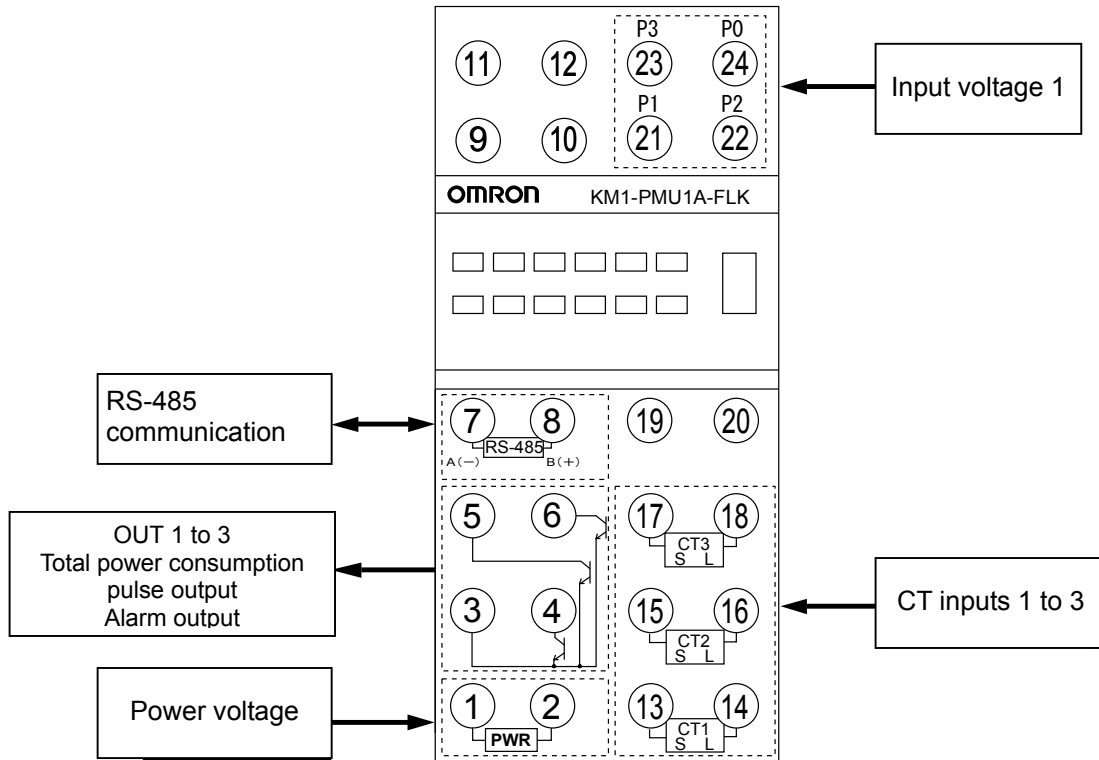 P3 P0
11 12 23 24
Input voltage 1
P1 P2
9 10 21 22
OMRON KM1-PMU1A-FLK
RS-485
communication
7 8 19 20
RS-485
A(−) B(+)
OUT 1 to 3
Total power consumption
pulse output
Alarm output
5 6 17 18
CT3
S L
3 4 15 16
CT2
S L
CT inputs 1 to 3
Power voltage
1 2 13 14
PWR
CT1
S L